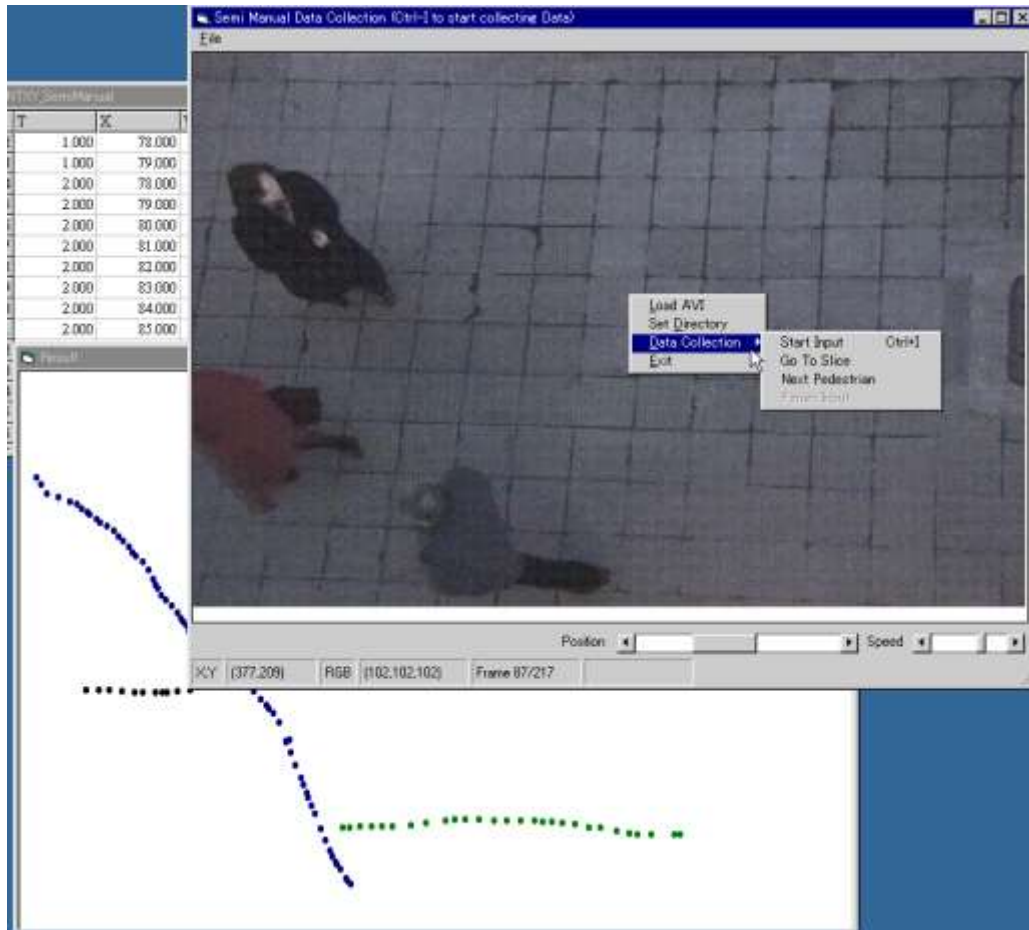 Semi Manual Data Collection (Ctrl-I to start collecting Data)
File
NTXY_SemiManual
T X
1.000 78.000
1.000 79.000
2.000 78.000
2.000 79.000
2.000 80.000
2.000 81.000
2.000 82.000
2.000 83.000
2.000 84.000
2.000 85.000
Load AVI
Set Directory
Data Collection
Exit
Start Input Ctrl+I
Go To Slice
Next Pedestrian
Result
Position Speed
X:Y (377,209) RGB (102,102,102) Frame 87/217